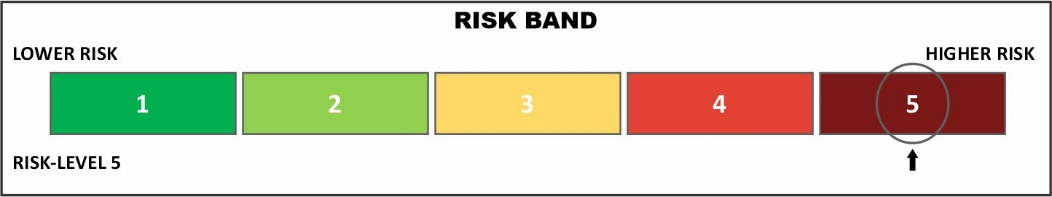 RISK BAND
LOWER RISK HIGHER RISK
1 2 3 4 5
RISK-LEVEL 5